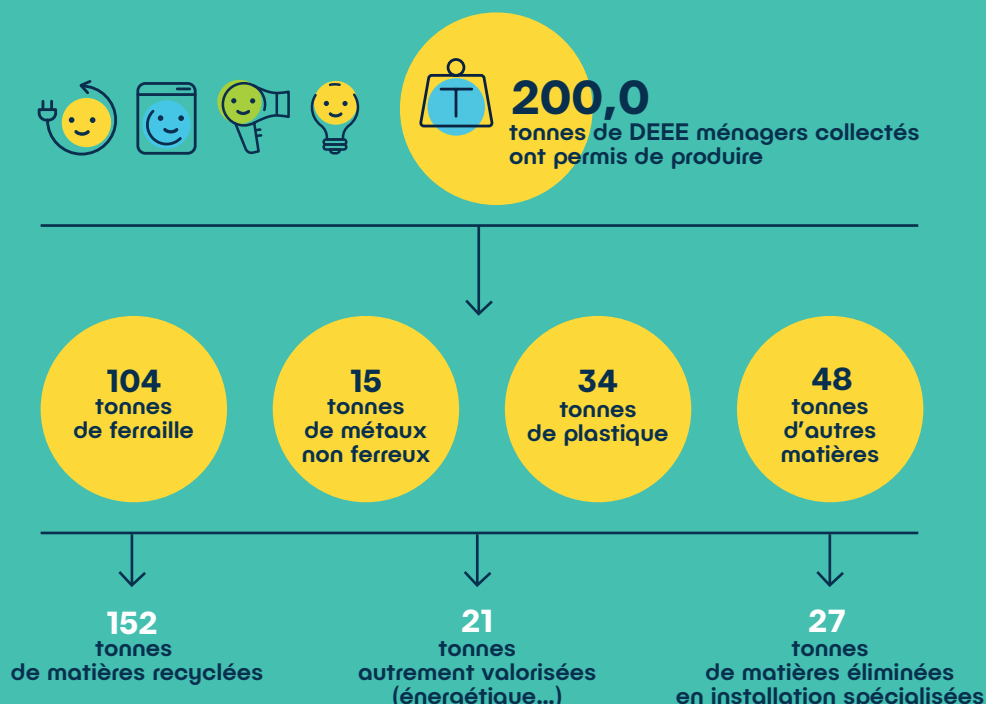 T
200,0
tonnes de DEEE ménagers collectés
ont permis de produire
104
tonnes
de ferraille
15
tonnes
de métaux
non ferreux
34
tonnes
de plastique
48
tonnes
d'autres
matières
152
tonnes
de matières recyclées
21
tonnes
autrement valorisées
(énergétique...)
27
tonnes
de matières éliminées
en installation spécialisées